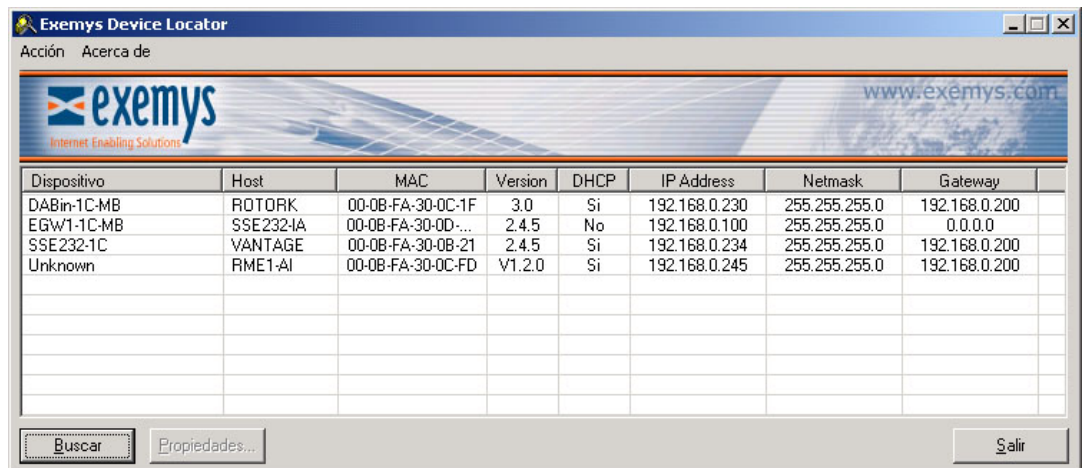 Exemys Device Locator
Acción Acerca de
exemys
www.exemys.com
Internet Enabling Solutions
Dispositivo Host MAC Version DHCP IP Address Netmask Gateway
DABin-1C-MB ROTORK 00-0B-FA-30-0C-1F 3.0 Si 192.168.0.230 255.255.255.0 192.168.0.200
EGW1-1C-MB SSE232-IA 00-0B-FA-30-0D-... 2.4.5 No 192.168.0.100 255.255.255.0 0.0.0.0
SSE232-1C VANTAGE 00-0B-FA-30-0B-21 2.4.5 Si 192.168.0.234 255.255.255.0 192.168.0.200
Unknown RME1-AI 00-0B-FA-30-0C-FD V1.2.0 Si 192.168.0.245 255.255.255.0 192.168.0.200
Buscar Propiedades... Salir